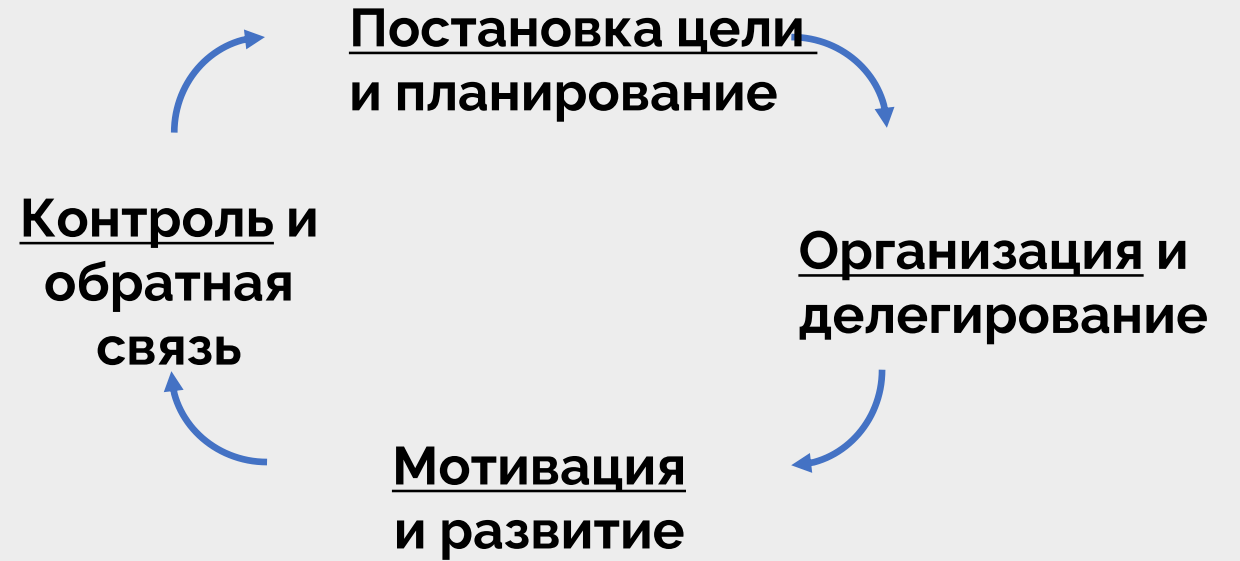 Постановка цели
и планирование
Контроль и
обратная
связь
Организация и
делегирование
Мотивация
и развитие